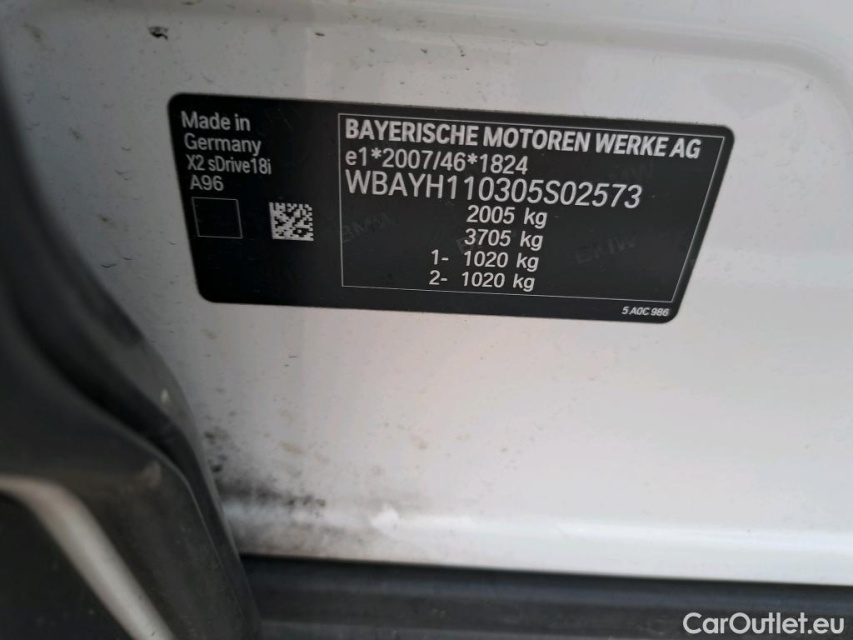 Made in
Germany
X2 sDrive18i
A96
BAYERISCHE MOTOREN WERKE AG
e1*2007/46*1824
WBAYH110305S02573
2005 kg
3705 kg
1- 1020 kg
2- 1020 kg
5 A0C 986
CarOutlet.eu